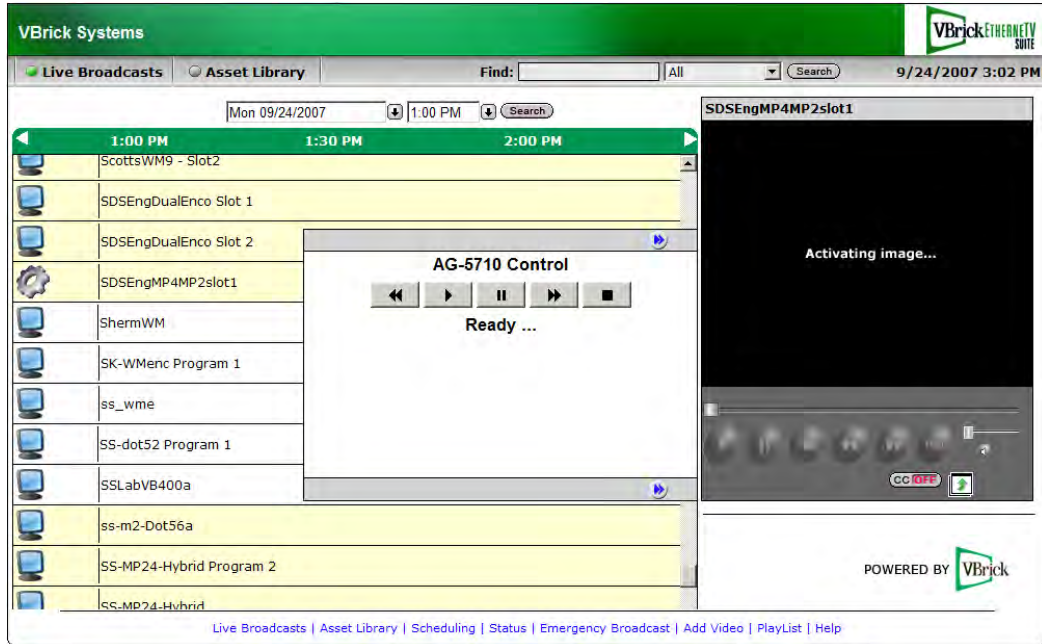 VBrick Systems
VBrick ETHERNETV SUITE
Live Broadcasts Asset Library Find: All Search 9/24/2007 3:02 PM
Mon 09/24/2007 1:00 PM Search
SDSEngMP4MP2slot1
1:00 PM 1:30 PM 2:00 PM
ScottsWM9 - Slot2
SDSEngDualEnco Slot 1
SDSEngDualEnco Slot 2
SDSEngMP4MP2slot1
ShermWM
SK-WMenc Program 1
ss_wme
SS-dot52 Program 1
SSLabVB400a
ss-m2-Dot56a
SS-MP24-Hybrid Program 2
SS-MP24-Hybrid
AG-5710 Control
Ready ...
Activating image...
CC OFF
POWERED BY VBrick
Live Broadcasts | Asset Library | Scheduling | Status | Emergency Broadcast | Add Video | PlayList | Help